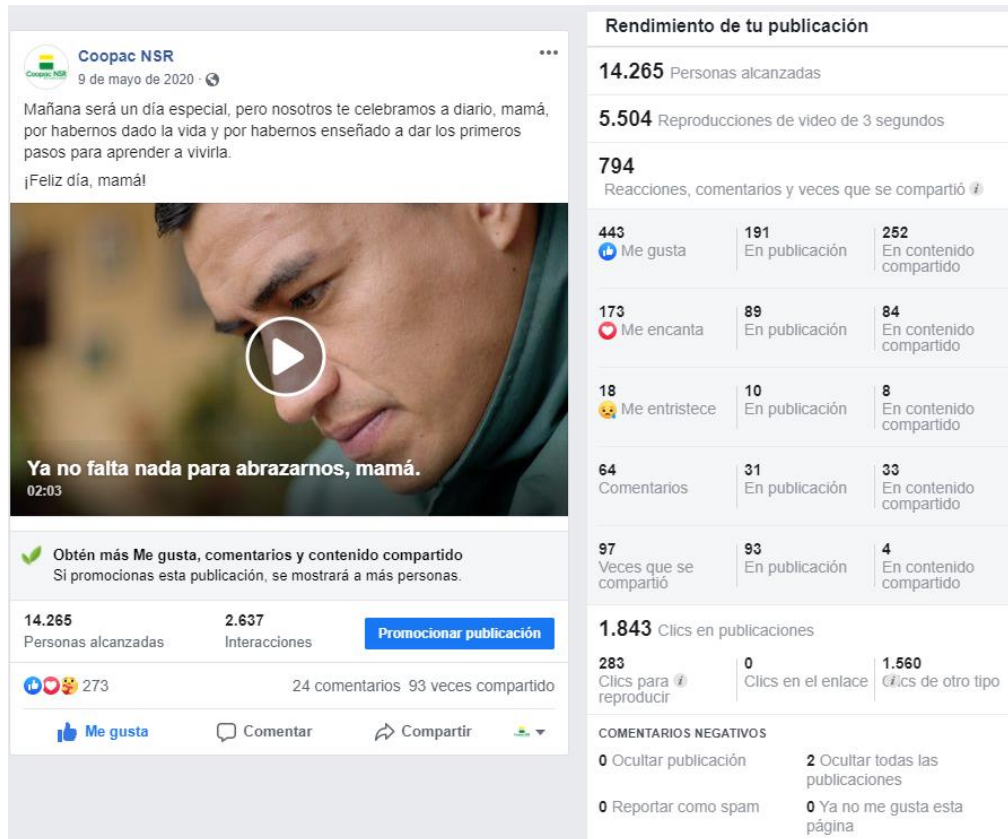 Coopac NSR
9 de mayo de 2020 ·
Mañana será un día especial, pero nosotros te celebramos a diario, mamá,
por habernos dado la vida y por habernos enseñado a dar los primeros
pasos para aprender a vivirla.
¡Feliz día, mamá!
Ya no falta nada para abrazarnos, mamá.
02:03
Obtén más Me gusta, comentarios y contenido compartido
Si promocionas esta publicación, se mostrará a más personas.
14.265 2.637
Personas alcanzadas Interacciones
Promocionar publicación
273 24 comentarios 93 veces compartido
Me gusta Comentar Compartir
Rendimiento de tu publicación
14.265 Personas alcanzadas
5.504 Reproducciones de video de 3 segundos
794
Reacciones, comentarios y veces que se compartió
443 191 252
Me gusta En publicación En contenido
compartido
173 89 84
Me encanta En publicación En contenido
compartido
18 10 8
Me entristece En publicación En contenido
compartido
64 31 33
Comentarios En publicación En contenido
compartido
97 93 4
Veces que se En publicación En contenido
compartió compartido
1.843 Clics en publicaciones
283 0 1.560
Clics para Clics en el enlace de otro tipo
reproducir
COMENTARIOS NEGATIVOS
0 Ocultar publicación 2 Ocultar todas las
publicaciones
0 Reportar como spam 0 Ya no me gusta esta
página